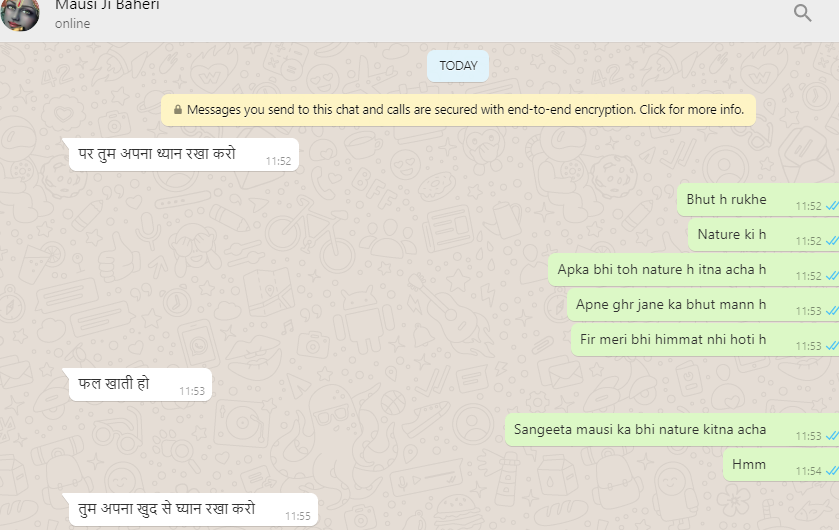 Mausi Ji Baheri
online
TODAY
Messages you send to this chat and calls are secured with end-to-end encryption. Click for more info.
पर तुम अपना ध्यान रखा करो
11:52
Bhut h rukhe
11:52
Nature ki h
11:52
Apka bhi toh nature h itna acha h
11:52
Apne ghr jane ka bhut mann h
11:53
Fir meri bhi himmat nhi hoti h
11:53
फल खाती हो
11:53
Sangeeta mausi ka bhi nature kitna acha
11:53
Hmm
11:54
तुम अपना खुद से घ्यान रखा करो
11:55